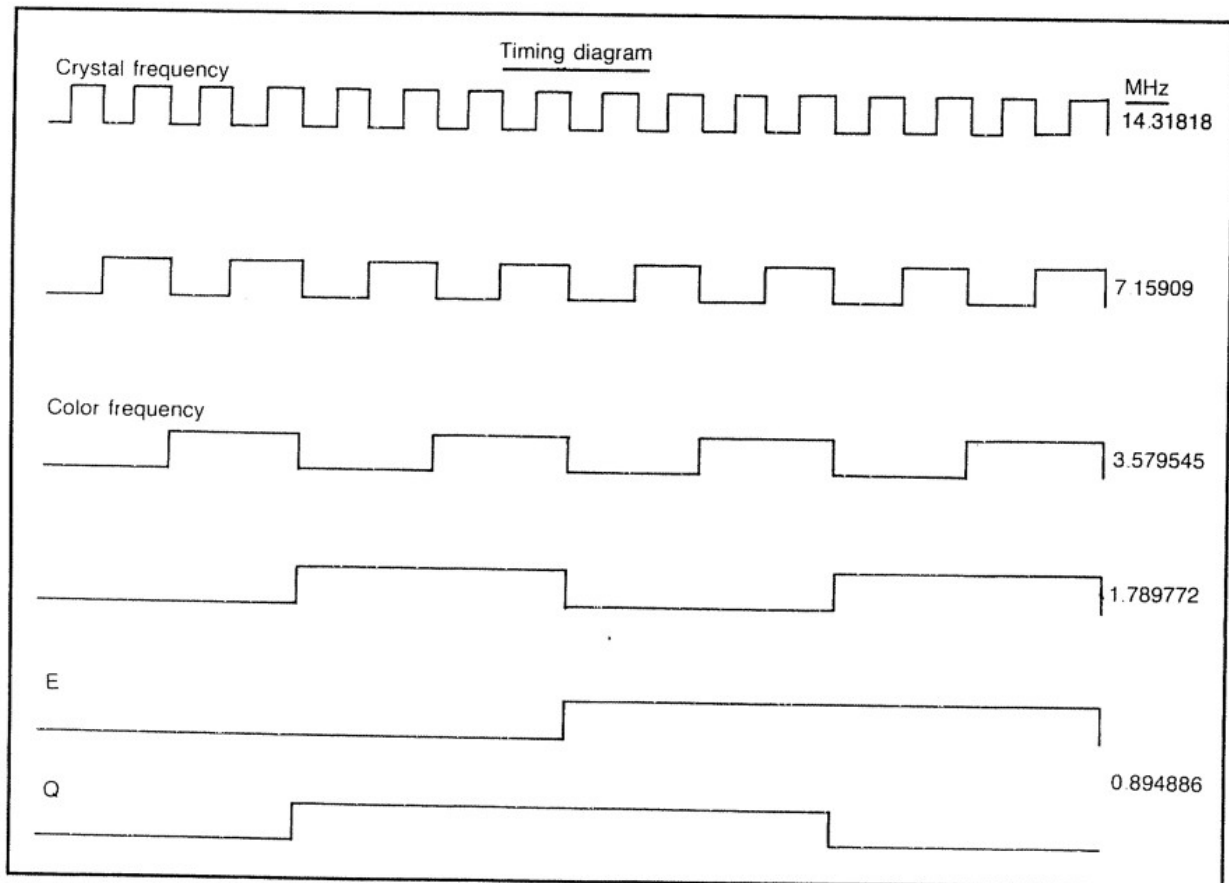 Timing diagram
Crystal frequency
MHz
14.31818
7.15909
Color frequency
3.579545
1.789772
E
0.894886
Q